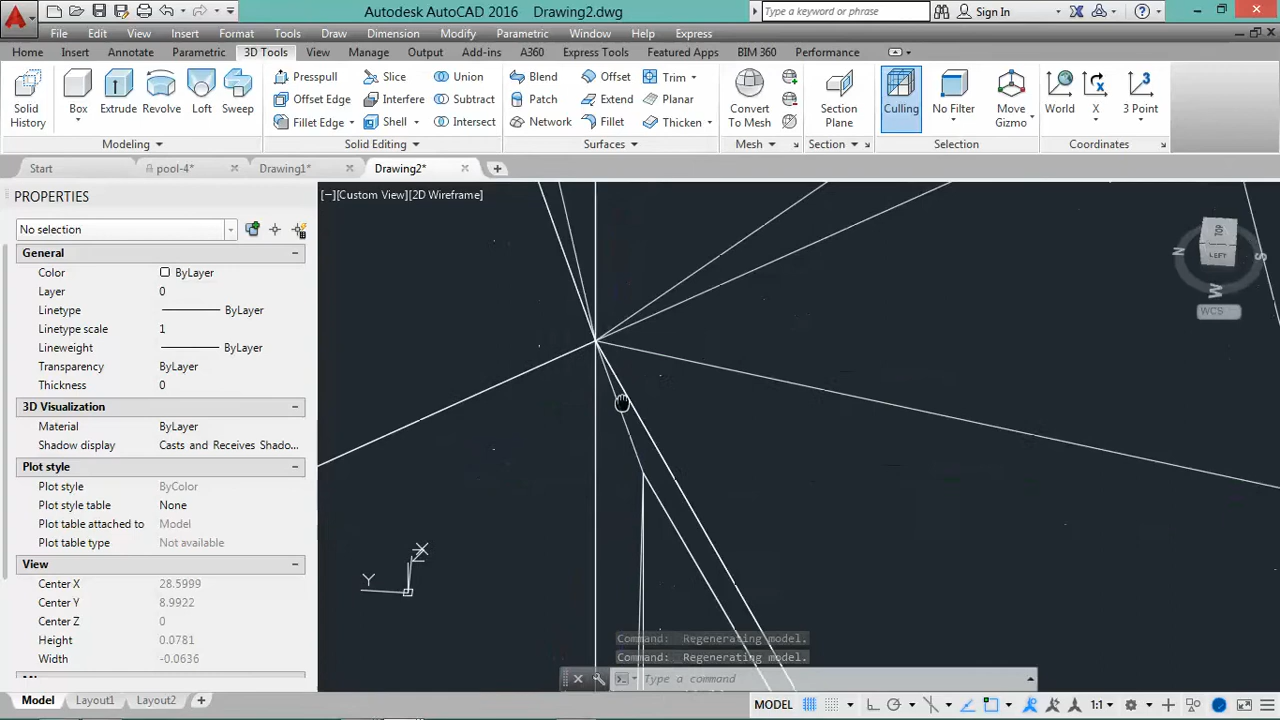 Autodesk AutoCAD 2016 Drawing2.dwg
Type a keyword or phrase
Sign In
File Edit View Insert Format Tools Draw Dimension Modify Parametric Window Help Express
Home Insert Annotate Parametric 3D Tools View Manage Output Add-ins A360 Express Tools Featured Apps BIM 360 Performance
Solid History
Box
Extrude
Revolve
Loft
Sweep
Modeling
Presspull
Offset Edge
Fillet Edge
Slice
Interfere
Shell
Union
Subtract
Intersect
Solid Editing
Blend
Patch
Network
Offset
Extend
Fillet
Trim
Planar
Thicken
Surfaces
Convert To Mesh
Mesh
Section Plane
Section
Culling
No Filter
Move Gizmo
Selection
World
X
3 Point
Coordinates
Start pool-4* Drawing1* Drawing2*
PROPERTIES
No selection
General
Color ByLayer
Layer 0
Linetype ByLayer
Linetype scale 1
Lineweight ByLayer
Transparency ByLayer
Thickness 0
3D Visualization
Material ByLayer
Shadow display Casts and Receives Shado...
Plot style
Plot style ByColor
Plot style table None
Plot table attached to Model
Plot table type Not available
View
Center X 28.5999
Center Y 8.9922
Center Z 0
Height 0.0781
Width -0.0636
[−][Custom View][2D Wireframe]
TOP
LEFT
N
S
W
WCS
X
Z
Y
Command: Regenerating model.
Command: Regenerating model.
Type a command
Model Layout1 Layout2
MODEL
1:1